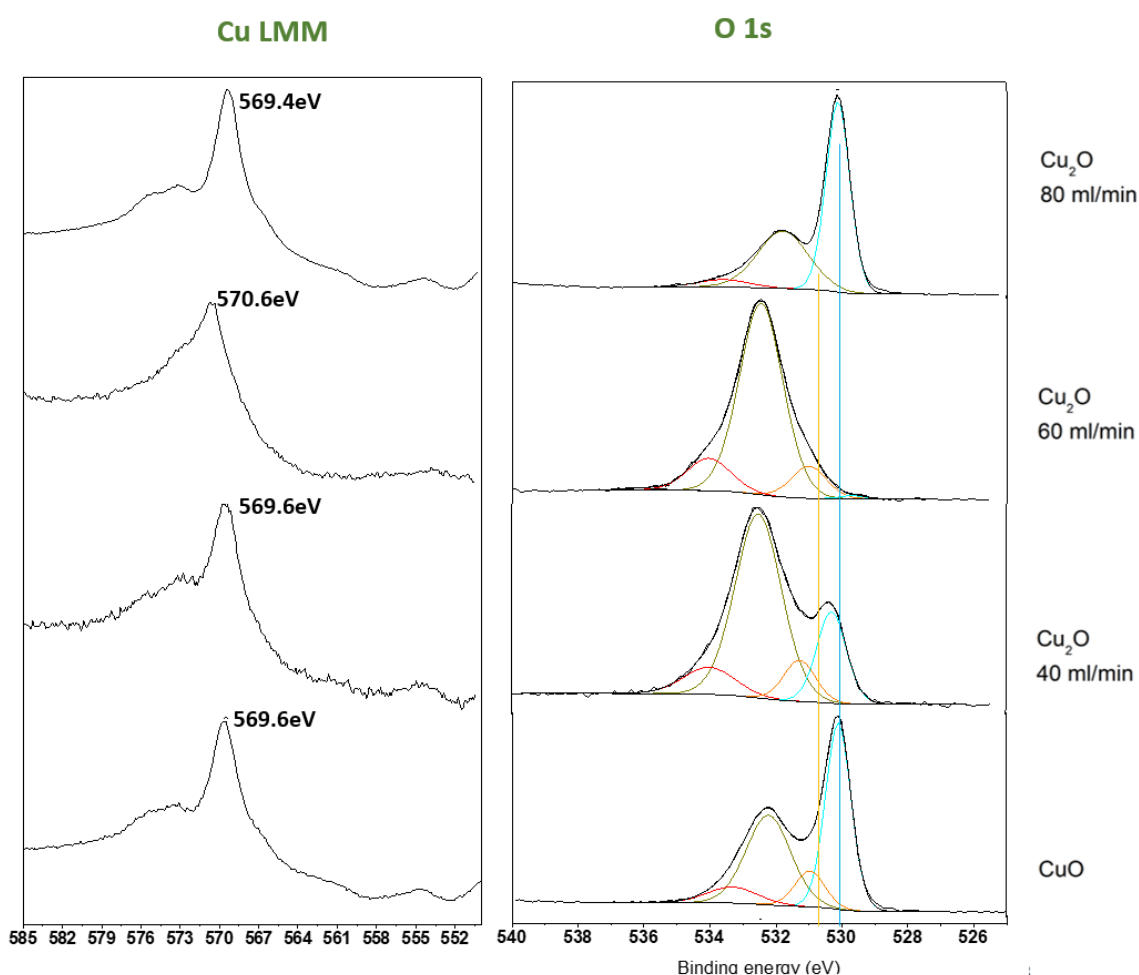 Cu LMM
O 1s
569.4eV
Cu₂O
80 ml/min
570.6eV
Cu₂O
60 ml/min
569.6eV
Cu₂O
40 ml/min
569.6eV
CuO
585 582 579 576 573 570 567 564 561 558 555 552
540 538 536 534 532 530 528 526
Binding energy (eV)